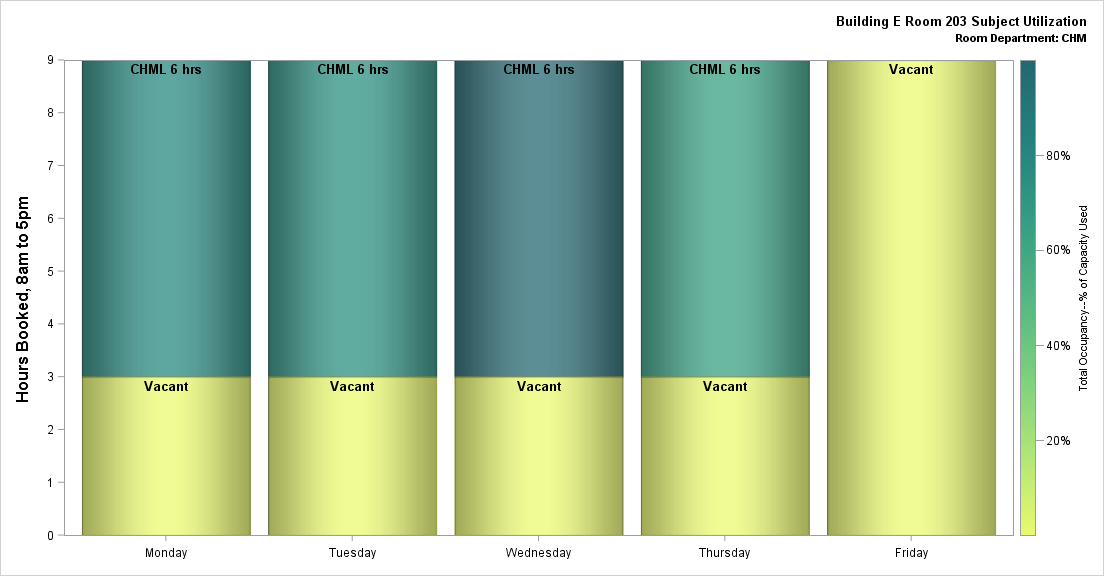 Building E Room 203 Subject Utilization
Room Department: CHM
Hours Booked, 8am to 5pm
9
8
7
6
5
4
3
2
1
0
CHML 6 hrs
CHML 6 hrs
CHML 6 hrs
CHML 6 hrs
Vacant
Vacant
Vacant
Vacant
Vacant
Monday
Tuesday
Wednesday
Thursday
Friday
80%
60%
40%
20%
Total Occupancy--% of Capacity Used